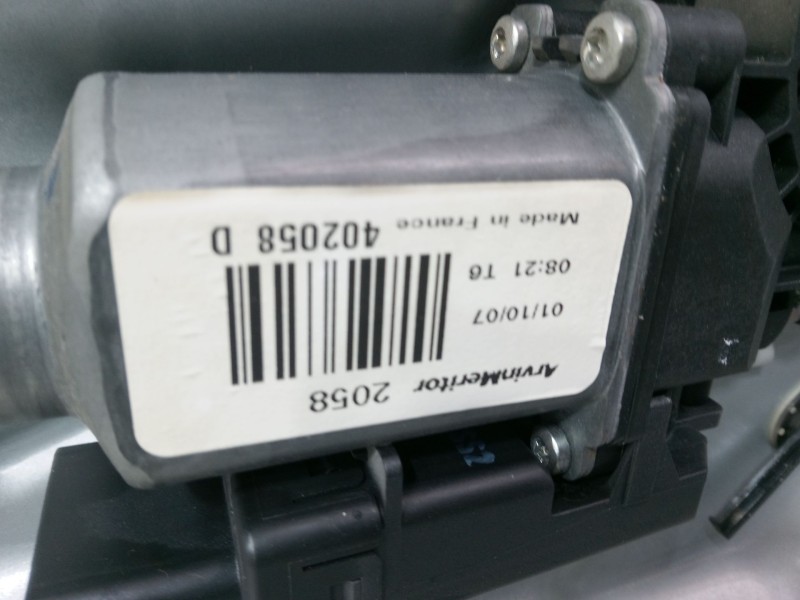 ArvinMeritor 2058
01/10/07
08:21 T6
Made in France 402058 D